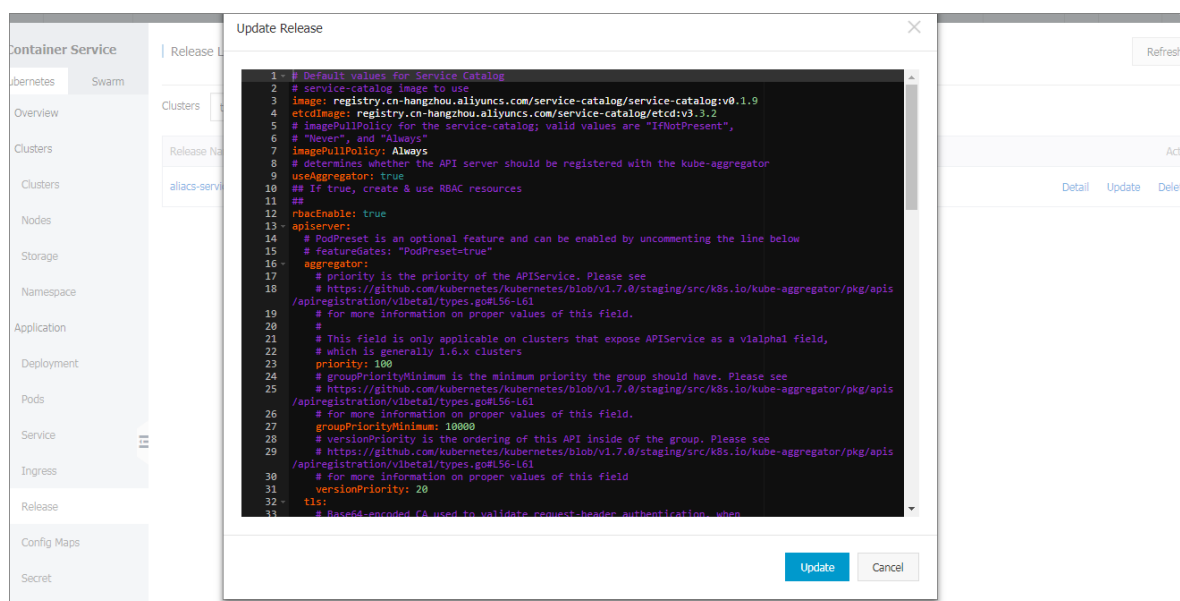 Update Release
Container Service
Release L
Refresh
Kubernetes
Swarm
Overview
Clusters
Clusters
Release Na
Act
Clusters
aliacs-servi
Detail Update Delet
Nodes
Storage
Namespace
Application
Deployment
Pods
Service
Ingress
Release
Config Maps
Secret
1 # Default values for Service Catalog
2 # service-catalog image to use
3 image: registry.cn-hangzhou.aliyuncs.com/service-catalog/service-catalog:v0.1.9
4 etcdImage: registry.cn-hangzhou.aliyuncs.com/service-catalog/etcd:v3.3.2
5 # imagePullPolicy for the service-catalog; valid values are "IfNotPresent",
6 # "Never", and "Always"
7 imagePullPolicy: Always
8 # determines whether the API server should be registered with the kube-aggregator
9 useAggregator: true
10 ## If true, create & use RBAC resources
11 ##
12 rbacEnable: true
13 apiserver:
14 # PodPreset is an optional feature and can be enabled by uncommenting the line below
15 # featureGates: "PodPreset=true"
16 aggregator:
17 # priority is the priority of the APIService. Please see
18 # https://github.com/kubernetes/kubernetes/blob/v1.7.0/staging/src/k8s.io/kube-aggregator/pkg/apis
/apiregistration/v1beta1/types.go#L56-L61
19 # for more information on proper values of this field.
20 #
21 # This field is only applicable on clusters that expose APIService as a v1alpha1 field,
22 # which is generally 1.6.x clusters
23 priority: 100
24 # groupPriorityMinimum is the minimum priority the group should have. Please see
25 # https://github.com/kubernetes/kubernetes/blob/v1.7.0/staging/src/k8s.io/kube-aggregator/pkg/apis
/apiregistration/v1beta1/types.go#L56-L61
26 # for more information on proper values of this field.
27 groupPriorityMinimum: 10000
28 # versionPriority is the ordering of this API inside of the group. Please see
29 # https://github.com/kubernetes/kubernetes/blob/v1.7.0/staging/src/k8s.io/kube-aggregator/pkg/apis
/apiregistration/v1beta1/types.go#L56-L61
30 # for more information on proper values of this field
31 versionPriority: 20
32 tls:
33 # Base64-encoded CA used to validate request-header authentication, when
Update
Cancel